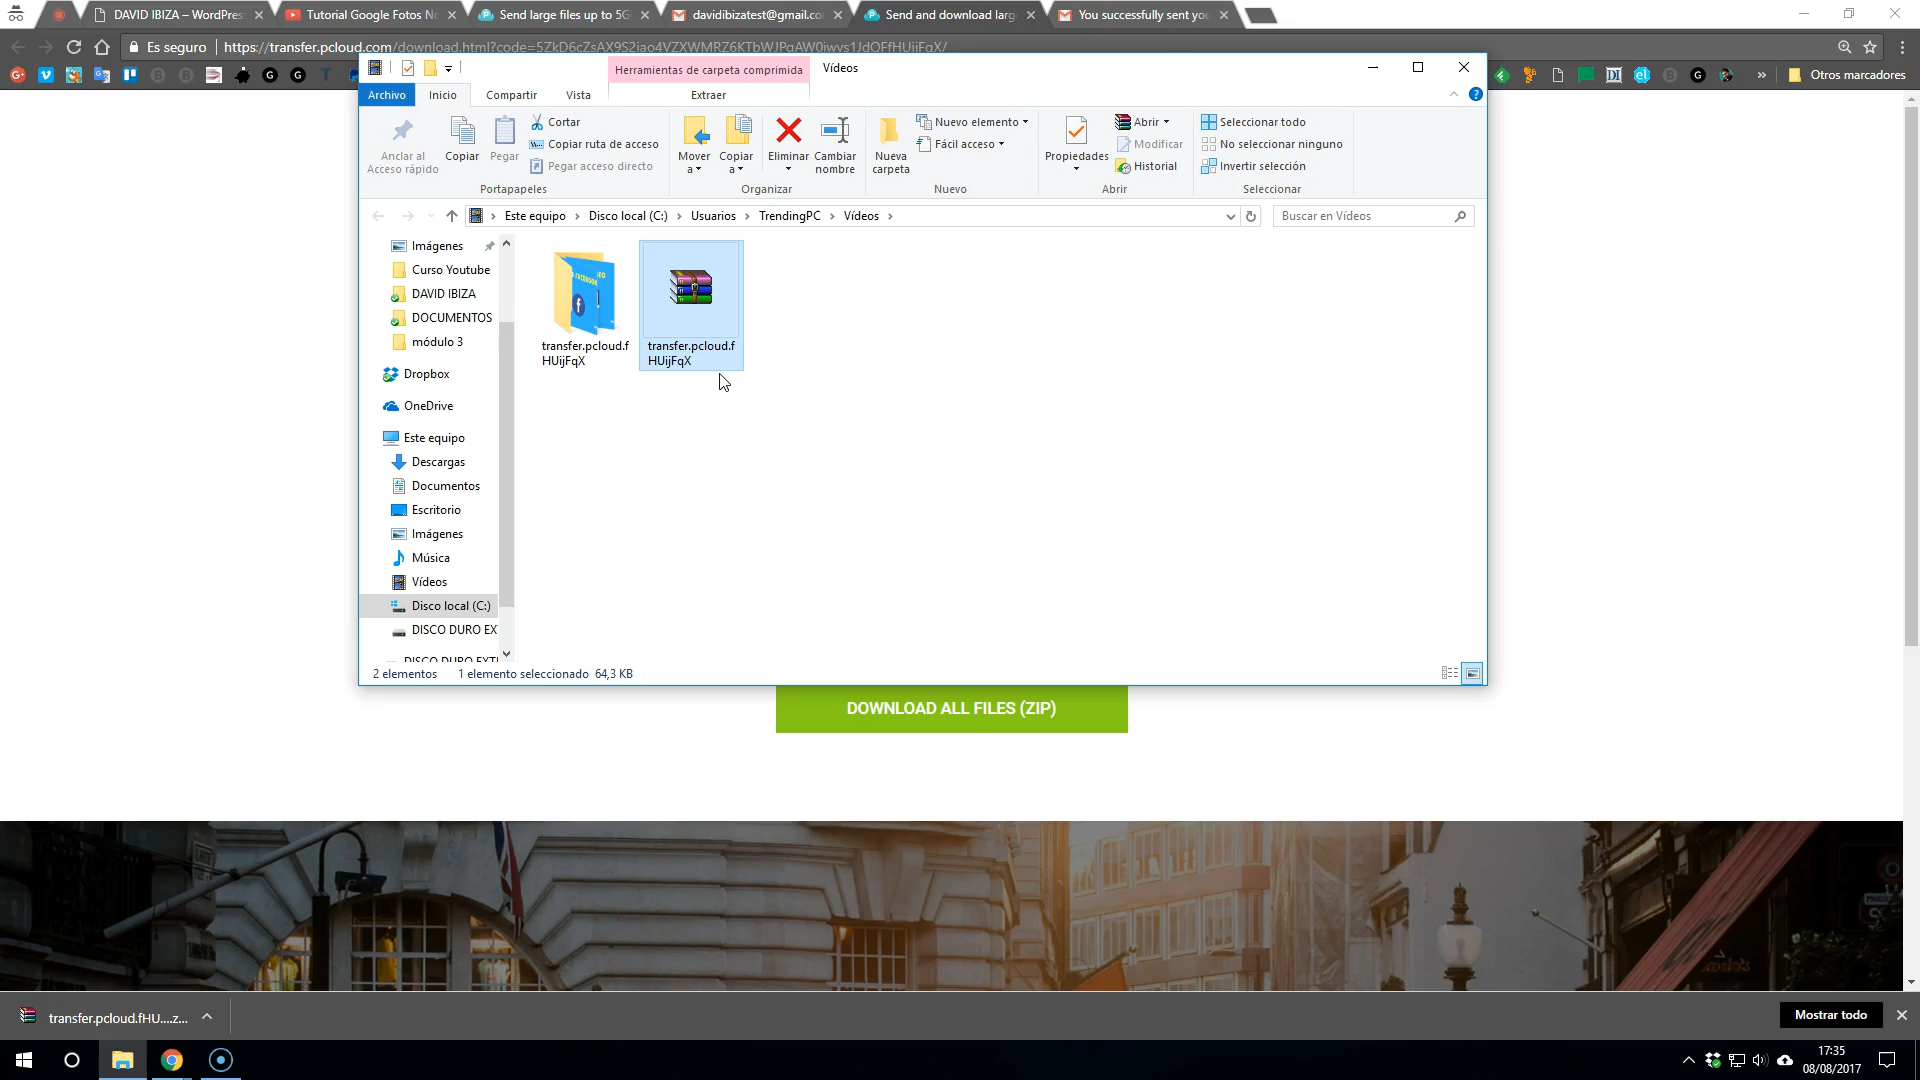 DAVID IBIZA – WordPres
Tutorial Google Fotos N
Send large files up to 5G
davidibizatest@gmail.co
Send and download larg
You successfully sent yo
Es seguro
https://transfer.pcloud.com/download.html?code=5ZkD6cZsAX9S2iao4VZXWMRZ6KTbWJPqAW0jwvs1JdQFfHUijFqX/
Otros marcadores
Herramientas de carpeta comprimida
Vídeos
Archivo
Inicio
Compartir
Vista
Extraer
Anclar al
Acceso rápido
Copiar
Pegar
Cortar
Copiar ruta de acceso
Pegar acceso directo
Portapapeles
Mover
a
Copiar
a
Eliminar
Cambiar
nombre
Organizar
Nueva
carpeta
Nuevo elemento
Fácil acceso
Nuevo
Propiedades
Abrir
Modificar
Historial
Abrir
Seleccionar todo
No seleccionar ninguno
Invertir selección
Seleccionar
Este equipo
Disco local (C:)
Usuarios
TrendingPC
Vídeos
Buscar en Vídeos
Imágenes
Curso Youtube
DAVID IBIZA
DOCUMENTOS
módulo 3
Dropbox
OneDrive
Este equipo
Descargas
Documentos
Escritorio
Imágenes
Música
Vídeos
Disco local (C:)
DISCO DURO EX
DISCO DURO EXTI
FACEBOOK
transfer.pcloud.f
HUijFqX
transfer.pcloud.f
HUijFqX
2 elementos
1 elemento seleccionado 64,3 KB
DOWNLOAD ALL FILES (ZIP)
transfer.pcloud.fHU....z...
Mostrar todo
17:35
08/08/2017